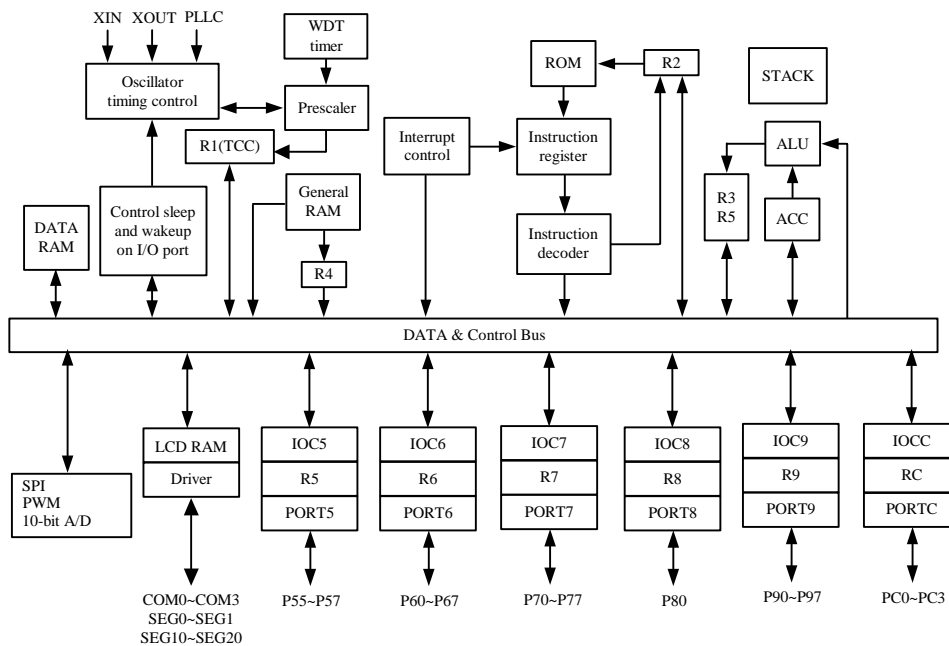 XIN XOUT PLLC
WDT
timer
Oscillator
timing control
Prescaler
ROM
R2
STACK
R1(TCC)
Interrupt
control
Instruction
register
ALU
General
RAM
R3
R5
ACC
DATA
RAM
Control sleep
and wakeup
on I/O port
Instruction
decoder
R4
DATA & Control Bus
LCD RAM
Driver
IOC5
R5
PORT5
IOC6
R6
PORT6
IOC7
R7
PORT7
IOC8
R8
PORT8
IOC9
R9
PORT9
IOCC
RC
PORTC
SPI
PWM
10-bit A/D
COM0~COM3
SEG0~SEG1
SEG10~SEG20
P55~P57
P60~P67
P70~P77
P80
P90~P97
PC0~PC3